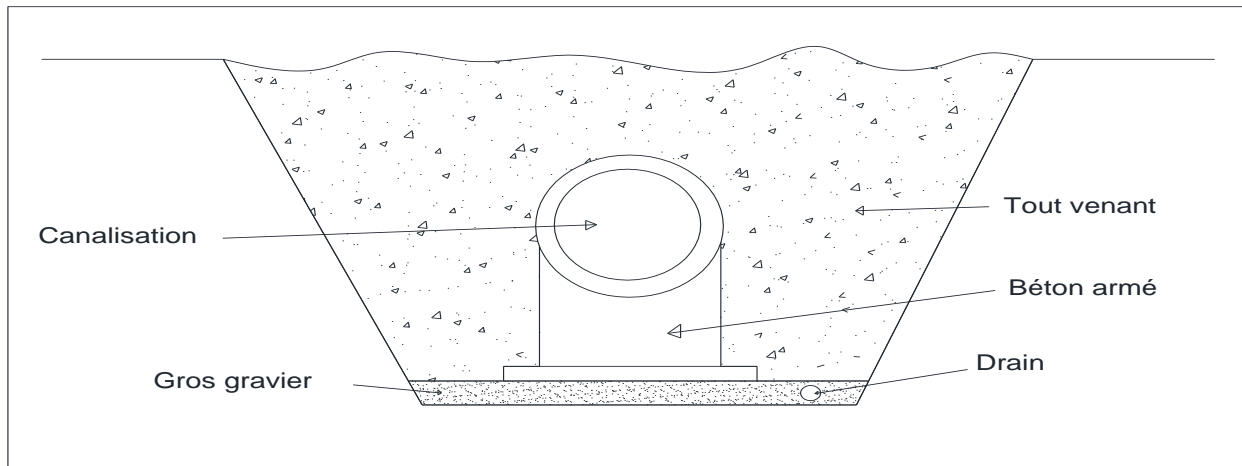 Tout venant
Canalisation
Béton armé
Drain
Gros gravier